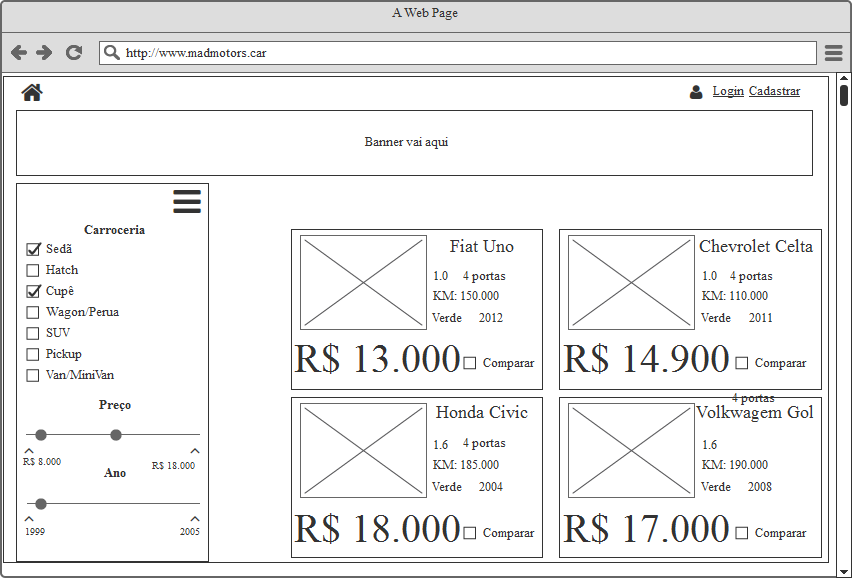 A Web Page
http://www.madmotors.car
Login Cadastrar
Banner vai aqui
Carroceria
Sedã
Hatch
Cupê
Wagon/Perua
SUV
Pickup
Van/MiniVan
Preço
R$ 8.000 R$ 18.000
Ano
1999 2005
Fiat Uno
1.0 4 portas
KM: 150.000
Verde 2012
R$ 13.000 Comparar
Chevrolet Celta
1.0 4 portas
KM: 110.000
Verde 2011
R$ 14.900 Comparar
Honda Civic
1.6 4 portas
KM: 185.000
Verde 2004
R$ 18.000 Comparar
4 portas
Volkwagem Gol
1.6
KM: 190.000
Verde 2008
R$ 17.000 Comparar